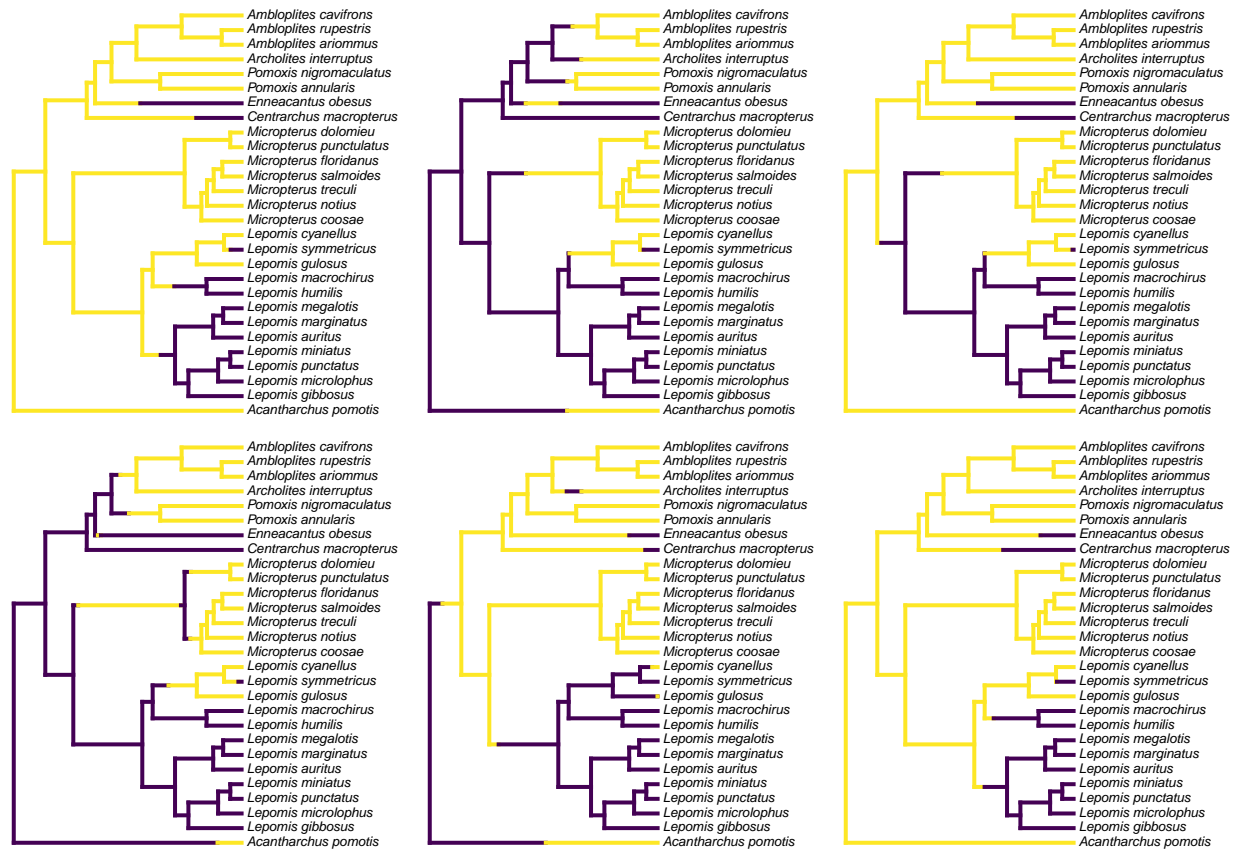 Ambloplites cavifrons
Ambloplites rupestris
Ambloplites ariommus
Archolites interruptus
Pomoxis nigromaculatus
Pomoxis annularis
Enneacantus obesus
Centrarchus macropterus
Micropterus dolomieu
Micropterus punctulatus
Micropterus floridanus
Micropterus salmoides
Micropterus treculi
Micropterus notius
Micropterus coosae
Lepomis cyanellus
Lepomis symmetricus
Lepomis gulosus
Lepomis macrochirus
Lepomis humilis
Lepomis megalotis
Lepomis marginatus
Lepomis auritus
Lepomis miniatus
Lepomis punctatus
Lepomis microlophus
Lepomis gibbosus
Acantharchus pomotis
Ambloplites cavifrons
Ambloplites rupestris
Ambloplites ariommus
Archolites interruptus
Pomoxis nigromaculatus
Pomoxis annularis
Enneacantus obesus
Centrarchus macropterus
Micropterus dolomieu
Micropterus punctulatus
Micropterus floridanus
Micropterus salmoides
Micropterus treculi
Micropterus notius
Micropterus coosae
Lepomis cyanellus
Lepomis symmetricus
Lepomis gulosus
Lepomis macrochirus
Lepomis humilis
Lepomis megalotis
Lepomis marginatus
Lepomis auritus
Lepomis miniatus
Lepomis punctatus
Lepomis microlophus
Lepomis gibbosus
Acantharchus pomotis
Ambloplites cavifrons
Ambloplites rupestris
Ambloplites ariommus
Archolites interruptus
Pomoxis nigromaculatus
Pomoxis annularis
Enneacantus obesus
Centrarchus macropterus
Micropterus dolomieu
Micropterus punctulatus
Micropterus floridanus
Micropterus salmoides
Micropterus treculi
Micropterus notius
Micropterus coosae
Lepomis cyanellus
Lepomis symmetricus
Lepomis gulosus
Lepomis macrochirus
Lepomis humilis
Lepomis megalotis
Lepomis marginatus
Lepomis auritus
Lepomis miniatus
Lepomis punctatus
Lepomis microlophus
Lepomis gibbosus
Acantharchus pomotis
Ambloplites cavifrons
Ambloplites rupestris
Ambloplites ariommus
Archolites interruptus
Pomoxis nigromaculatus
Pomoxis annularis
Enneacantus obesus
Centrarchus macropterus
Micropterus dolomieu
Micropterus punctulatus
Micropterus floridanus
Micropterus salmoides
Micropterus treculi
Micropterus notius
Micropterus coosae
Lepomis cyanellus
Lepomis symmetricus
Lepomis gulosus
Lepomis macrochirus
Lepomis humilis
Lepomis megalotis
Lepomis marginatus
Lepomis auritus
Lepomis miniatus
Lepomis punctatus
Lepomis microlophus
Lepomis gibbosus
Acantharchus pomotis
Ambloplites cavifrons
Ambloplites rupestris
Ambloplites ariommus
Archolites interruptus
Pomoxis nigromaculatus
Pomoxis annularis
Enneacantus obesus
Centrarchus macropterus
Micropterus dolomieu
Micropterus punctulatus
Micropterus floridanus
Micropterus salmoides
Micropterus treculi
Micropterus notius
Micropterus coosae
Lepomis cyanellus
Lepomis symmetricus
Lepomis gulosus
Lepomis macrochirus
Lepomis humilis
Lepomis megalotis
Lepomis marginatus
Lepomis auritus
Lepomis miniatus
Lepomis punctatus
Lepomis microlophus
Lepomis gibbosus
Acantharchus pomotis
Ambloplites cavifrons
Ambloplites rupestris
Ambloplites ariommus
Archolites interruptus
Pomoxis nigromaculatus
Pomoxis annularis
Enneacantus obesus
Centrarchus macropterus
Micropterus dolomieu
Micropterus punctulatus
Micropterus floridanus
Micropterus salmoides
Micropterus treculi
Micropterus notius
Micropterus coosae
Lepomis cyanellus
Lepomis symmetricus
Lepomis gulosus
Lepomis macrochirus
Lepomis humilis
Lepomis megalotis
Lepomis marginatus
Lepomis auritus
Lepomis miniatus
Lepomis punctatus
Lepomis microlophus
Lepomis gibbosus
Acantharchus pomotis